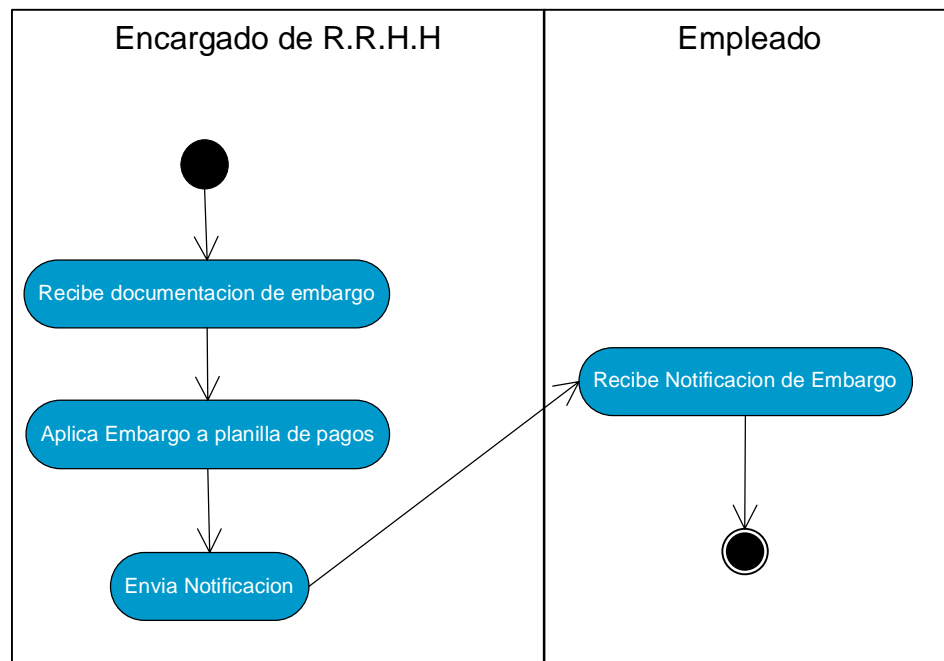 Encargado de R.R.H.H
Empleado
Recibe documentacion de embargo
Recibe Notificacion de Embargo
Aplica Embargo a planilla de pagos
Envia Notificacion